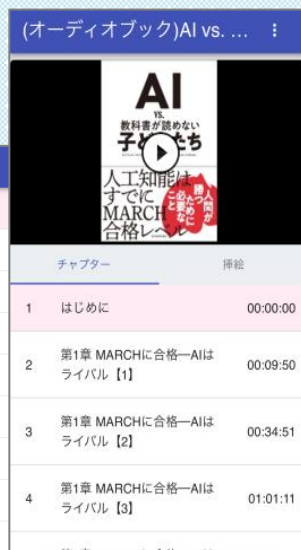 (オーディオブック)AI vs. ...
AI
VS.
教科書が読めない
子どもたち
人工知能は
すでに
MARCH
合格レベル
人間が
勝つ
ために
必要な
こと
チャプター
挿絵
1 はじめに 00:00:00
2 第1章 MARCHに合格―AIは
ライバル【1】 00:09:50
3 第1章 MARCHに合格―AIは
ライバル【2】 00:34:51
4 第1章 MARCHに合格―AIは
ライバル【3】 01:01:11